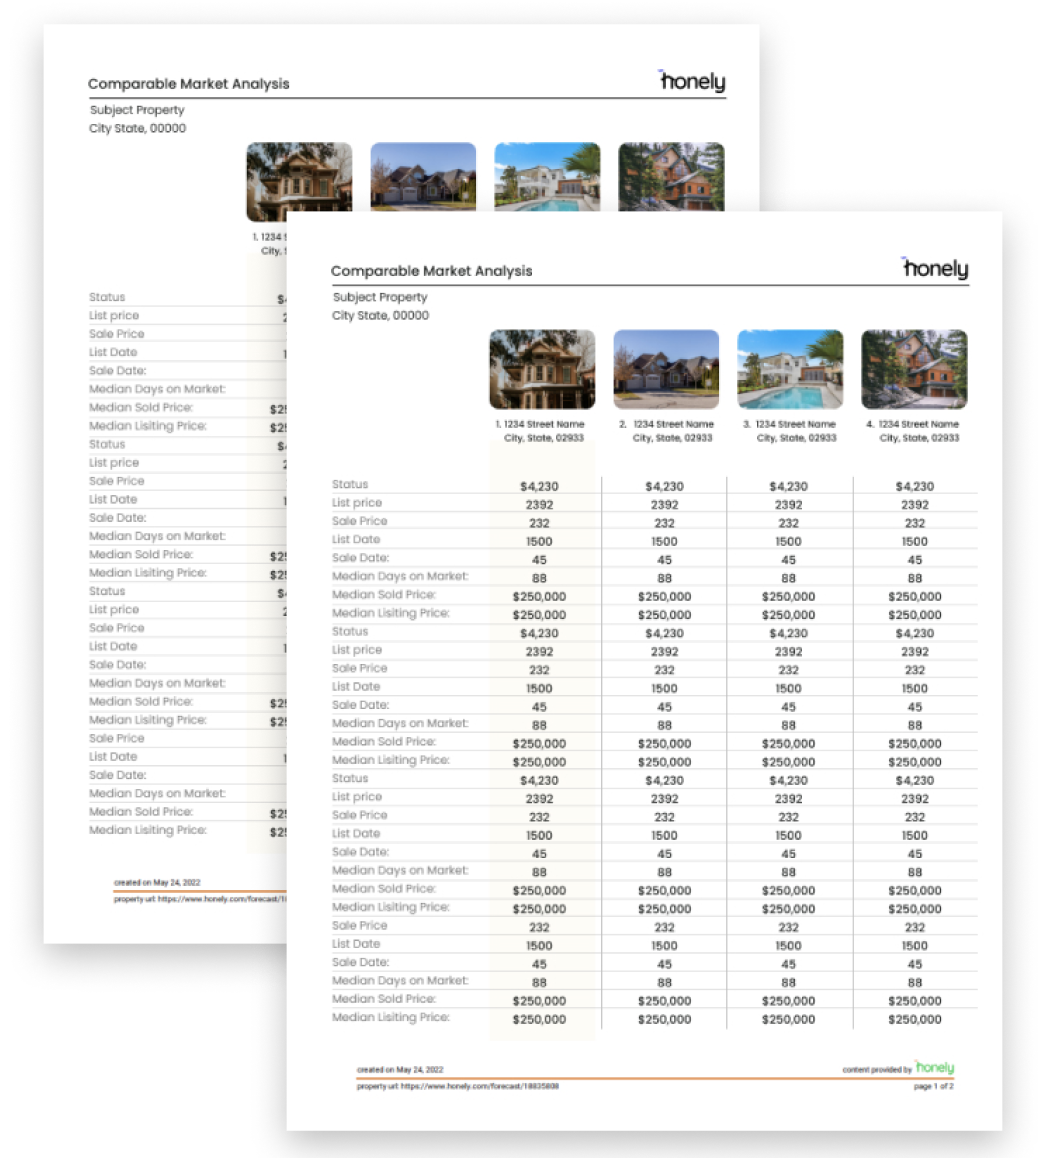 Comparable Market Analysis
honely
Subject Property
City State, 00000
1. 1234
City,
Status
List price
Sale Price
List Date
Sale Date:
Median Days on Market:
Median Sold Price:
Median Lisiting Price:
Status
List price
Sale Price
List Date
Sale Date:
Median Days on Market:
Median Sold Price:
Median Lisiting Price:
Status
List price
Sale Price
List Date
Sale Date:
Median Days on Market:
Median Sold Price:
Median Lisiting Price:
Sale Price
List Date
Sale Date:
Median Days on Market:
Median Sold Price:
Median Lisiting Price:
created on May 24, 2022
property url: https://www.honely.com/forecast/1
Comparable Market Analysis
honely
Subject Property
City State, 00000
1. 1234 Street Name 2. 1234 Street Name 3. 1234 Street Name 4. 1234 Street Name
City, State, 02933 City, State, 02933 City, State, 02933 City, State, 02933
Status $4,230 $4,230 $4,230 $4,230
List price 2392 2392 2392 2392
Sale Price 232 232 232 232
List Date 1500 1500 1500 1500
Sale Date: 45 45 45 45
Median Days on Market: 88 88 88 88
Median Sold Price: $250,000 $250,000 $250,000 $250,000
Median Lisiting Price: $250,000 $250,000 $250,000 $250,000
Status $4,230 $4,230 $4,230 $4,230
List price 2392 2392 2392 2392
Sale Price 232 232 232 232
List Date 1500 1500 1500 1500
Sale Date: 45 45 45 45
Median Days on Market: 88 88 88 88
Median Sold Price: $250,000 $250,000 $250,000 $250,000
Median Lisiting Price: $250,000 $250,000 $250,000 $250,000
Status $4,230 $4,230 $4,230 $4,230
List price 2392 2392 2392 2392
Sale Price 232 232 232 232
List Date 1500 1500 1500 1500
Sale Date: 45 45 45 45
Median Days on Market: 88 88 88 88
Median Sold Price: $250,000 $250,000 $250,000 $250,000
Median Lisiting Price: $250,000 $250,000 $250,000 $250,000
Sale Price 232 232 232 232
List Date 1500 1500 1500 1500
Sale Date: 45 45 45 45
Median Days on Market: 88 88 88 88
Median Sold Price: $250,000 $250,000 $250,000 $250,000
Median Lisiting Price: $250,000 $250,000 $250,000 $250,000
created on May 24, 2022 content provided by honely
property url: https://www.honely.com/forecast/18835808 page 1 of 2